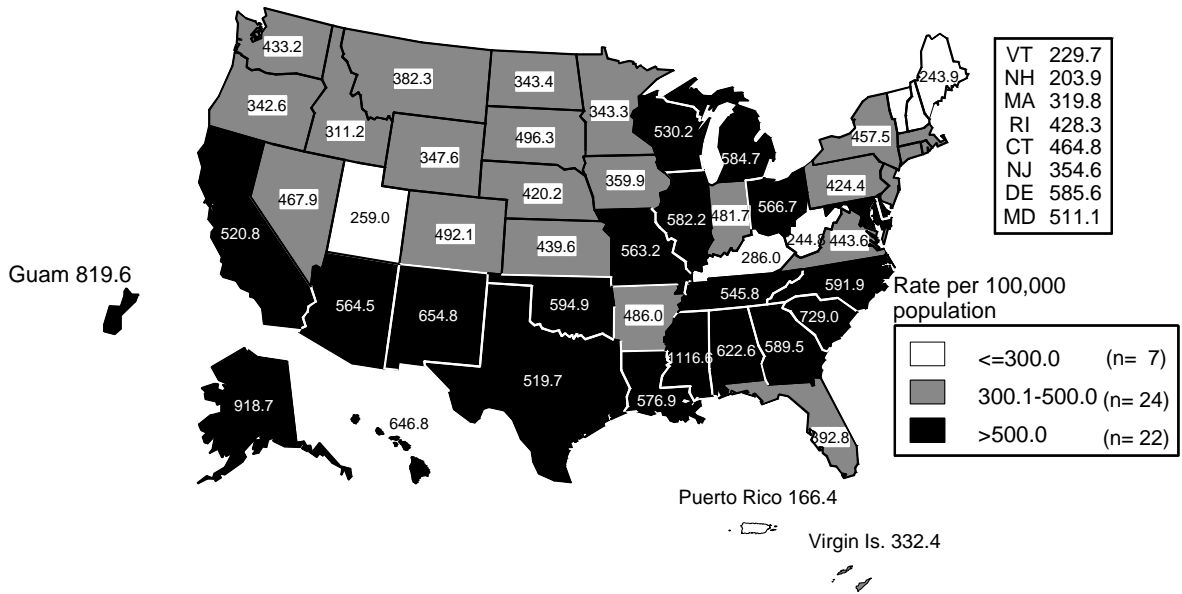 433.2
382.3
343.4
343.3
342.6
311.2
347.6
496.3
530.2
584.7
457.5
243.9
VT 229.7
NH 203.9
MA 319.8
RI 428.3
CT 464.8
NJ 354.6
DE 585.6
MD 511.1
467.9
259.0
492.1
420.2
359.9
582.2
481.7
566.7
424.4
520.8
439.6
563.2
286.0
244.8
443.6
Guam 819.6
564.5
654.8
594.9
486.0
545.8
591.9
729.0
519.7
576.9
1116.6
622.6
589.5
392.8
918.7
646.8
Rate per 100,000
population
<=300.0 (n= 7)
300.1-500.0 (n= 24)
>500.0 (n= 22)
Puerto Rico 166.4
Virgin Is. 332.4